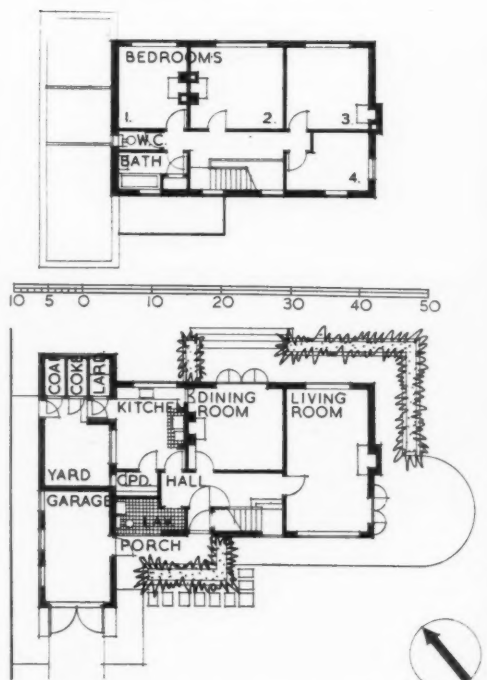 BEDROOMS
1.
2.
3.
W.C.
BATH
4.
10 5 0 10 20 30 40 50
COAL
COKE
LARD
KITCHEN
DINING
ROOM
LIVING
ROOM
YARD
CPD.
HALL
GARAGE
LAV.
PORCH